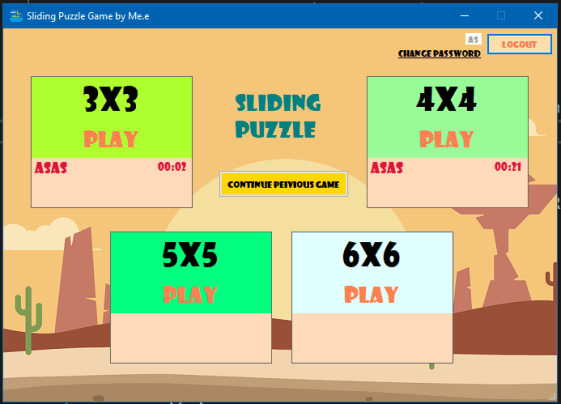 Sliding Puzzle Game by Me.e
AS
LOGOUT
CHANGE PASSWORD
3X3
PLAY
ASAS 00:02
SLIDING
PUZZLE
CONTINUE PEIVIOUS GAME
4X4
PLAY
ASAS 00:21
5X5
PLAY
6X6
PLAY